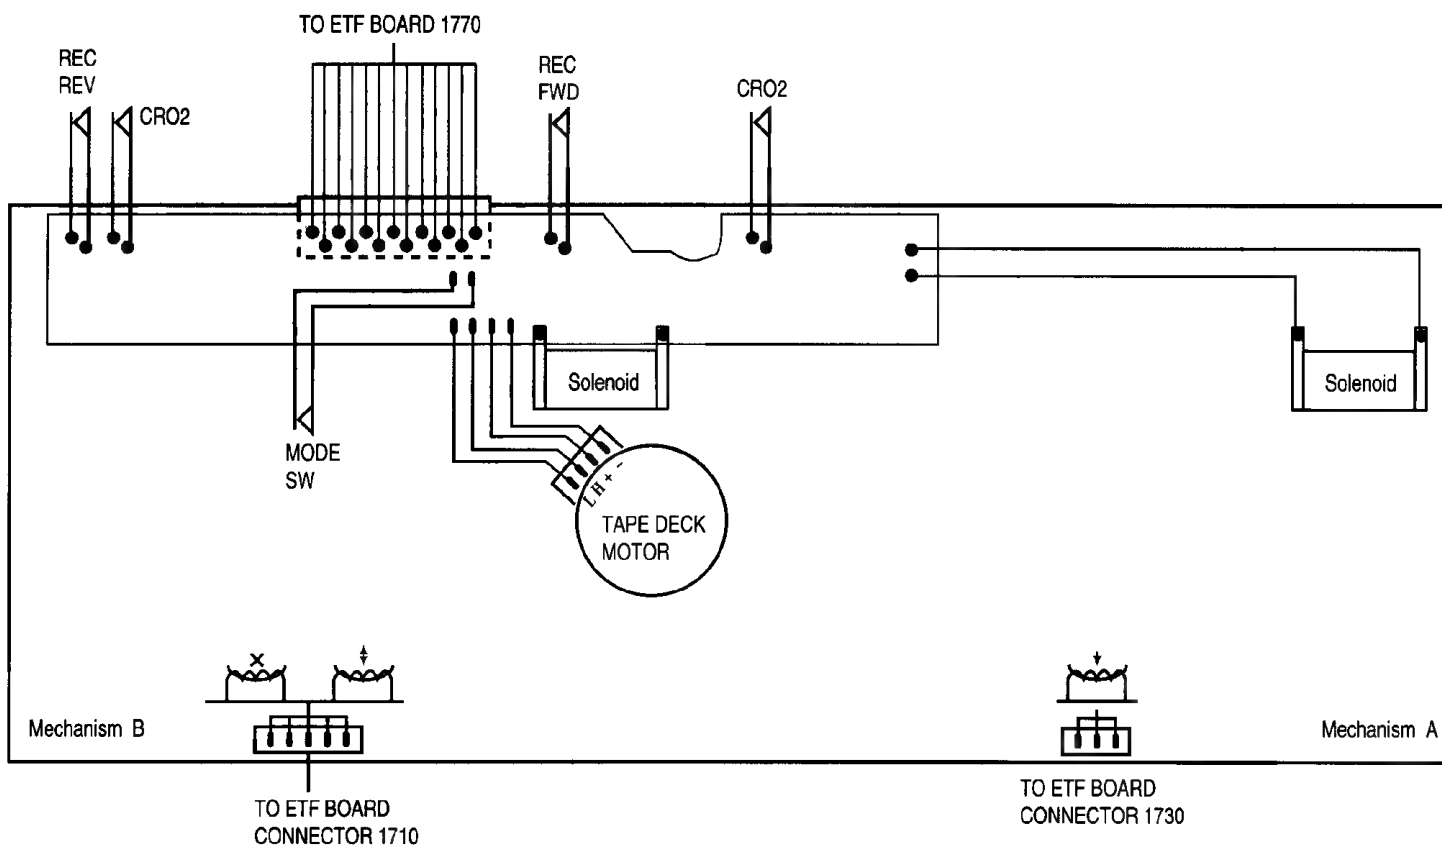 TO ETF BOARD 1770
REC
REV
CRO2
REC
FWD
CRO2
Solenoid
Solenoid
MODE
SW
L H + -
TAPE DECK
MOTOR
Mechanism B
Mechanism A
TO ETF BOARD
CONNECTOR 1710
TO ETF BOARD
CONNECTOR 1730